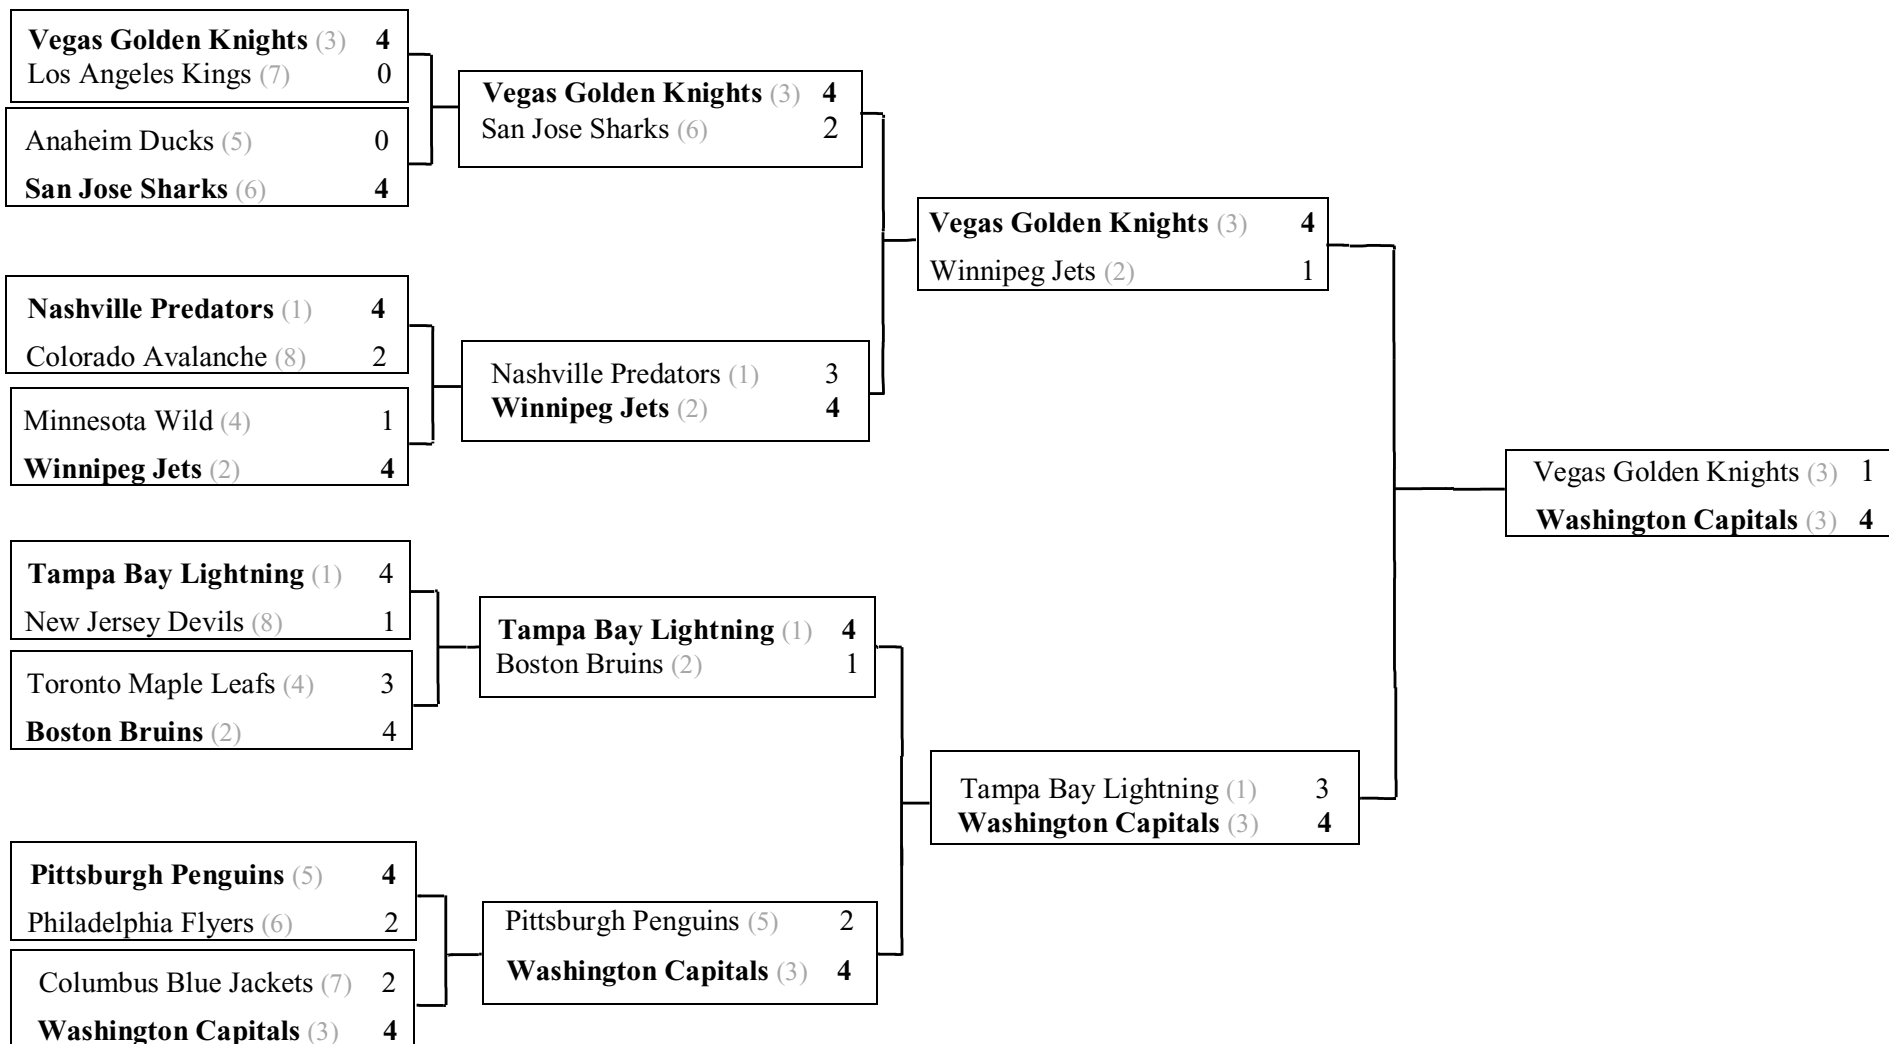 Vegas Golden Knights (3) 4
Los Angeles Kings (7) 0
Anaheim Ducks (5) 0
San Jose Sharks (6) 4
Nashville Predators (1) 4
Colorado Avalanche (8) 2
Minnesota Wild (4) 1
Winnipeg Jets (2) 4
Tampa Bay Lightning (1) 4
New Jersey Devils (8) 1
Toronto Maple Leafs (4) 3
Boston Bruins (2) 4
Pittsburgh Penguins (5) 4
Philadelphia Flyers (6) 2
Columbus Blue Jackets (7) 2
Washington Capitals (3) 4
Vegas Golden Knights (3) 4
San Jose Sharks (6) 2
Nashville Predators (1) 3
Winnipeg Jets (2) 4
Tampa Bay Lightning (1) 4
Boston Bruins (2) 1
Pittsburgh Penguins (5) 2
Washington Capitals (3) 4
Vegas Golden Knights (3) 4
Winnipeg Jets (2) 1
Tampa Bay Lightning (1) 3
Washington Capitals (3) 4
Vegas Golden Knights (3) 1
Washington Capitals (3) 4